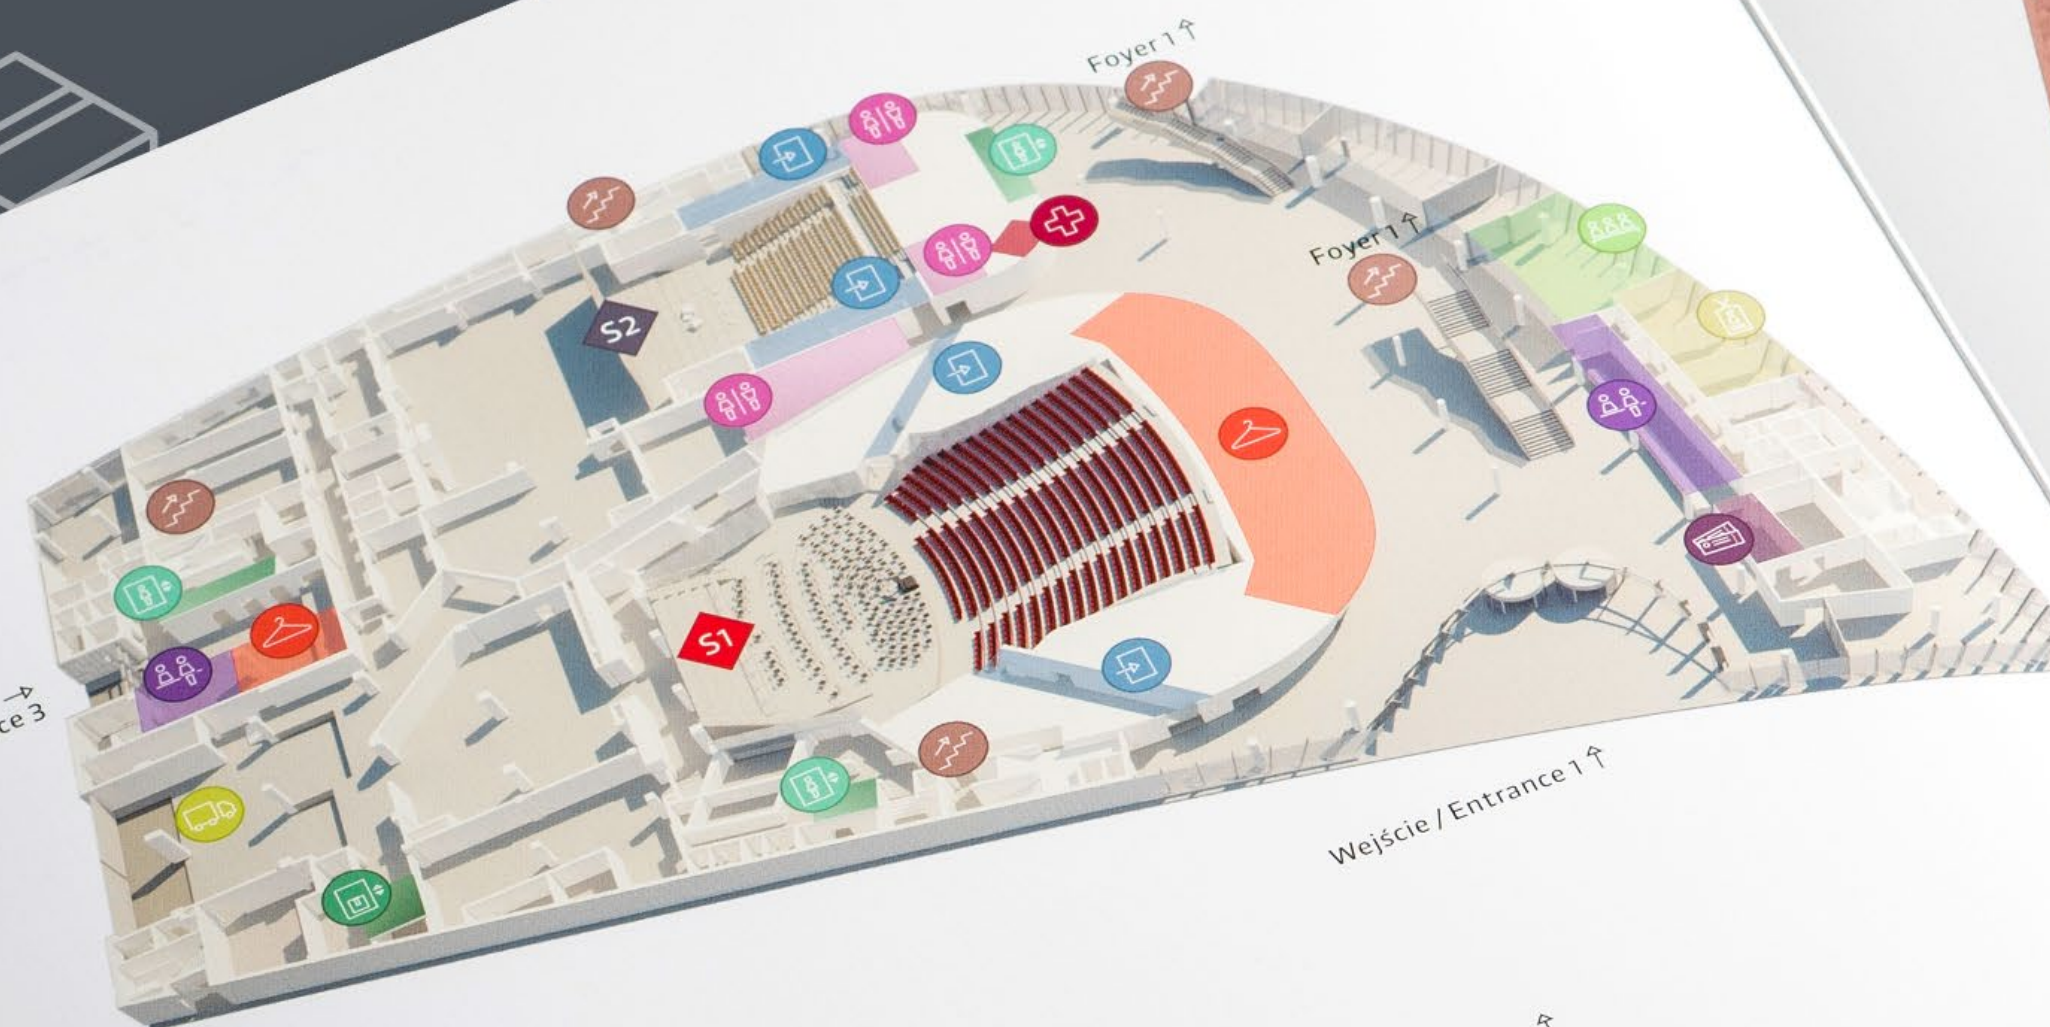 Foyer 1 ↑
Foyer 1 ↑
S2
S1
ce 3
Wejście / Entrance 1 ↑